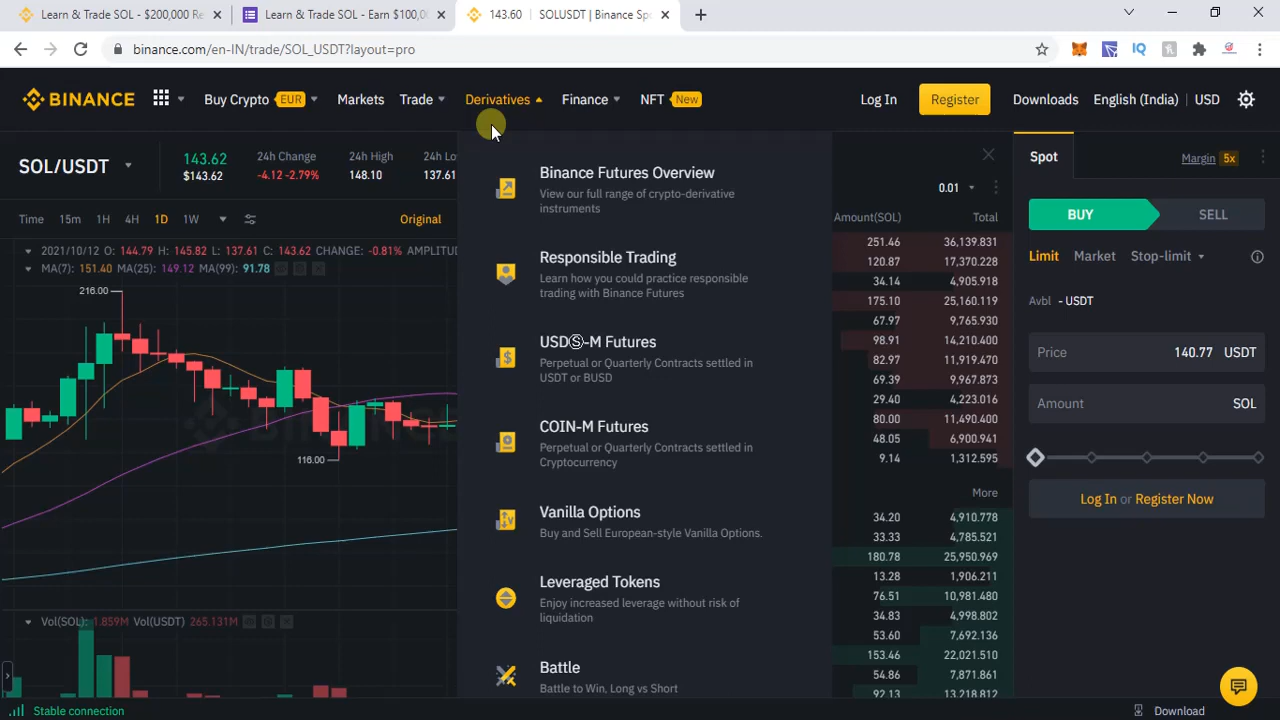 Learn & Trade SOL - $200,000 Re
Learn & Trade SOL - Earn $100,00
143.60 | SOLUSDT | Binance Spo
binance.com/en-IN/trade/SOL_USDT?layout=pro
BINANCE
Buy Crypto EUR
Markets
Trade
Derivatives
Finance
NFT New
Log In
Register
Downloads
English (India)
USD
SOL/USDT
143.62
$143.62
24h Change
-4.12 -2.79%
24h High
148.10
24h Lo
137.61
Time 15m 1H 4H 1D 1W
Original
2021/10/12 O: 144.79 H: 145.82 L: 137.61 C: 143.62 CHANGE: -0.81% AMPLITUD
MA(7): 151.40 MA(25): 149.12 MA(99): 91.78
216.00
116.00
Vol(SOL): 1.859M Vol(USDT) 265.131M
Binance Futures Overview
View our full range of crypto-derivative
instruments
Responsible Trading
Learn how you could practice responsible
trading with Binance Futures
USDⓈ-M Futures
Perpetual or Quarterly Contracts settled in
USDT or BUSD
COIN-M Futures
Perpetual or Quarterly Contracts settled in
Cryptocurrency
Vanilla Options
Buy and Sell European-style Vanilla Options.
Leveraged Tokens
Enjoy increased leverage without risk of
liquidation
Battle
Battle to Win, Long vs Short
0.01
Amount(SOL) Total
251.46 36,139.831
120.87 17,370.228
34.14 4,905.918
175.10 25,160.119
67.97 9,765.930
98.91 14,210.400
82.97 11,919.470
69.39 9,967.873
29.40 4,223.016
80.00 11,490.400
48.05 6,900.941
9.14 1,312.595
More
34.20 4,910.778
33.33 4,785.521
180.78 25,950.969
13.28 1,906.211
76.51 10,981.480
34.83 4,998.802
53.60 7,692.136
153.46 22,021.510
54.86 7,871.861
92.13 13,218.812
Spot
Margin 5x
BUY
SELL
Limit Market Stop-limit
Avbl - USDT
Price 140.77 USDT
Amount SOL
Log In or Register Now
Stable connection
Download